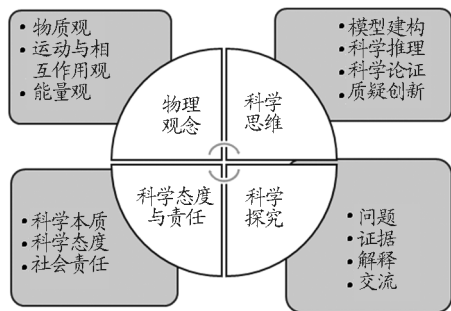 • 物质观
• 运动与相
互作用观
• 能量观
• 模型建构
• 科学推理
• 科学论证
• 质疑创新
物理
观念
科学
思维
科学态度
与责任
科学
探究
• 科学本质
• 科学态度
• 社会责任
• 问题
• 证据
• 解释
• 交流